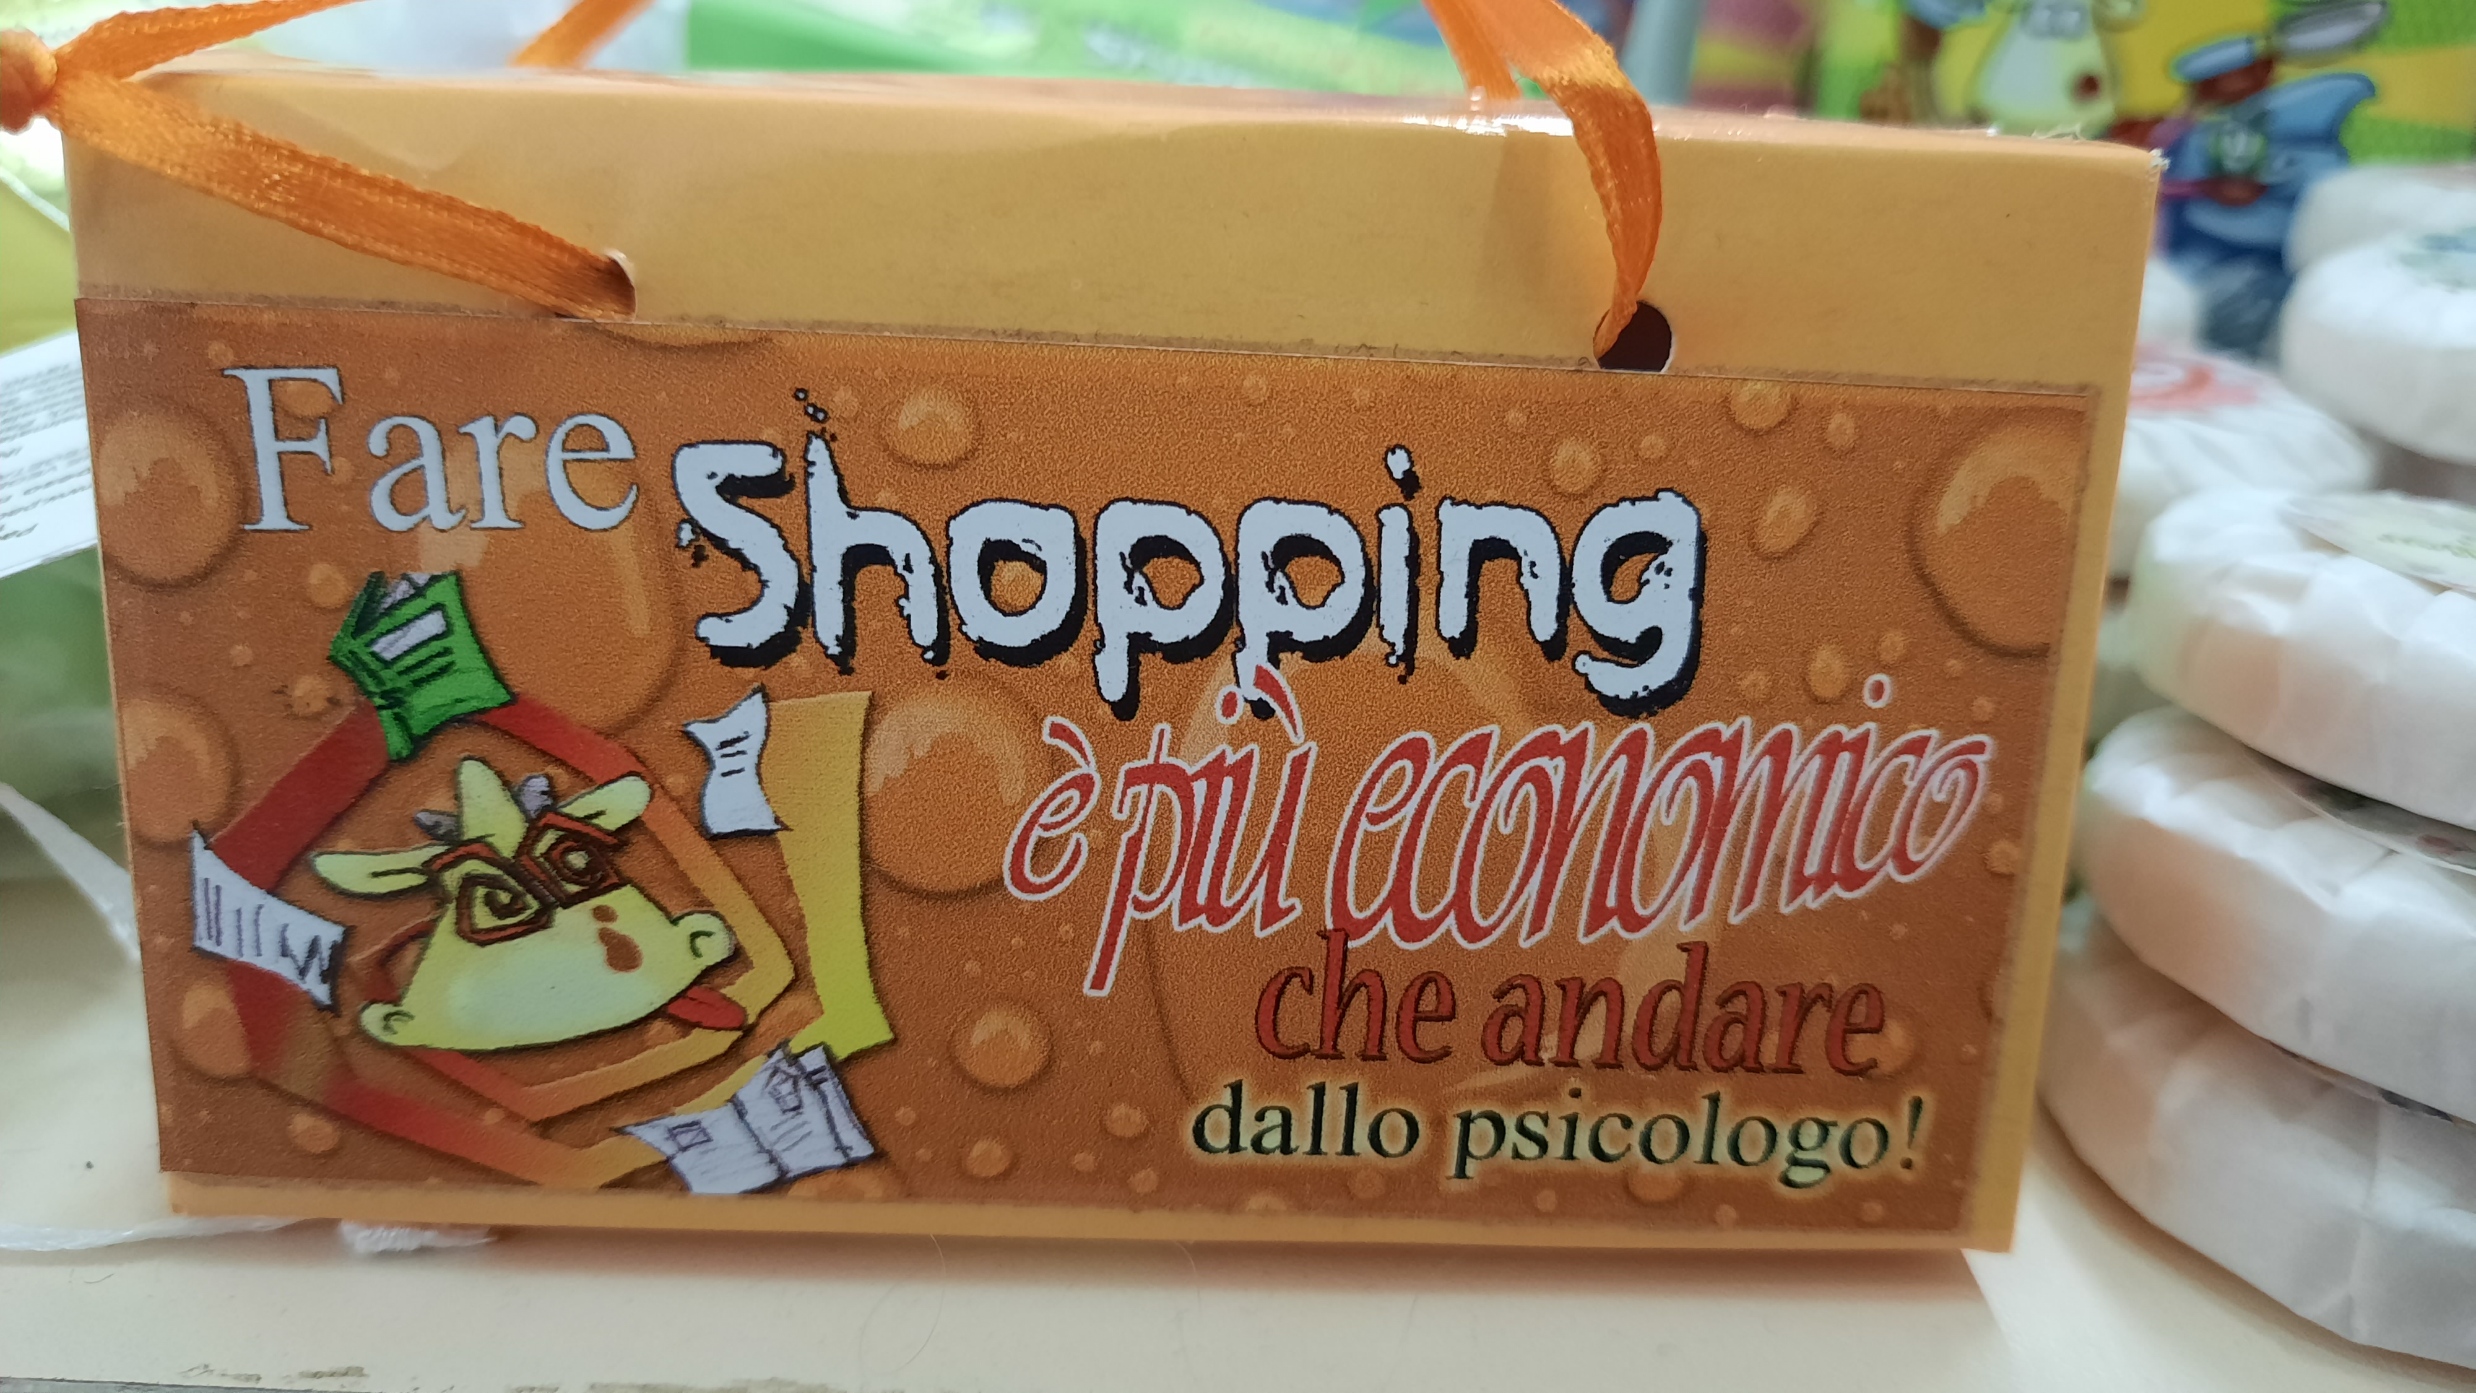 Fare Shopping
è più economico
che andare
dallo psicologo!